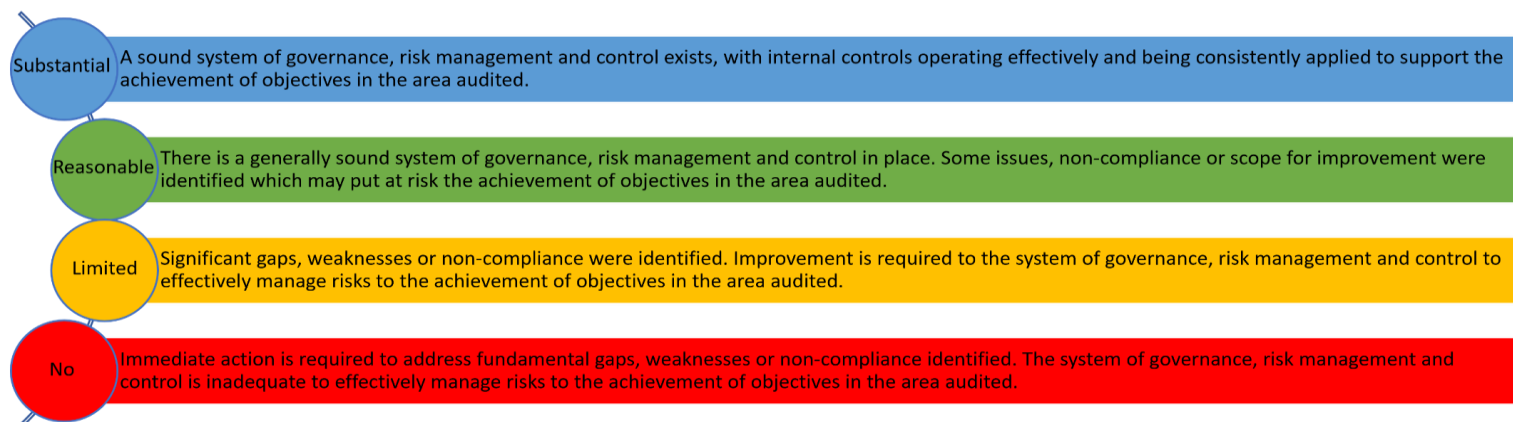 Substantial
A sound system of governance, risk management and control exists, with internal controls operating effectively and being consistently applied to support the
achievement of objectives in the area audited.
Reasonable
There is a generally sound system of governance, risk management and control in place. Some issues, non-compliance or scope for improvement were
identified which may put at risk the achievement of objectives in the area audited.
Limited
Significant gaps, weaknesses or non-compliance were identified. Improvement is required to the system of governance, risk management and control to
effectively manage risks to the achievement of objectives in the area audited.
No
Immediate action is required to address fundamental gaps, weaknesses or non-compliance identified. The system of governance, risk management and
control is inadequate to effectively manage risks to the achievement of objectives in the area audited.